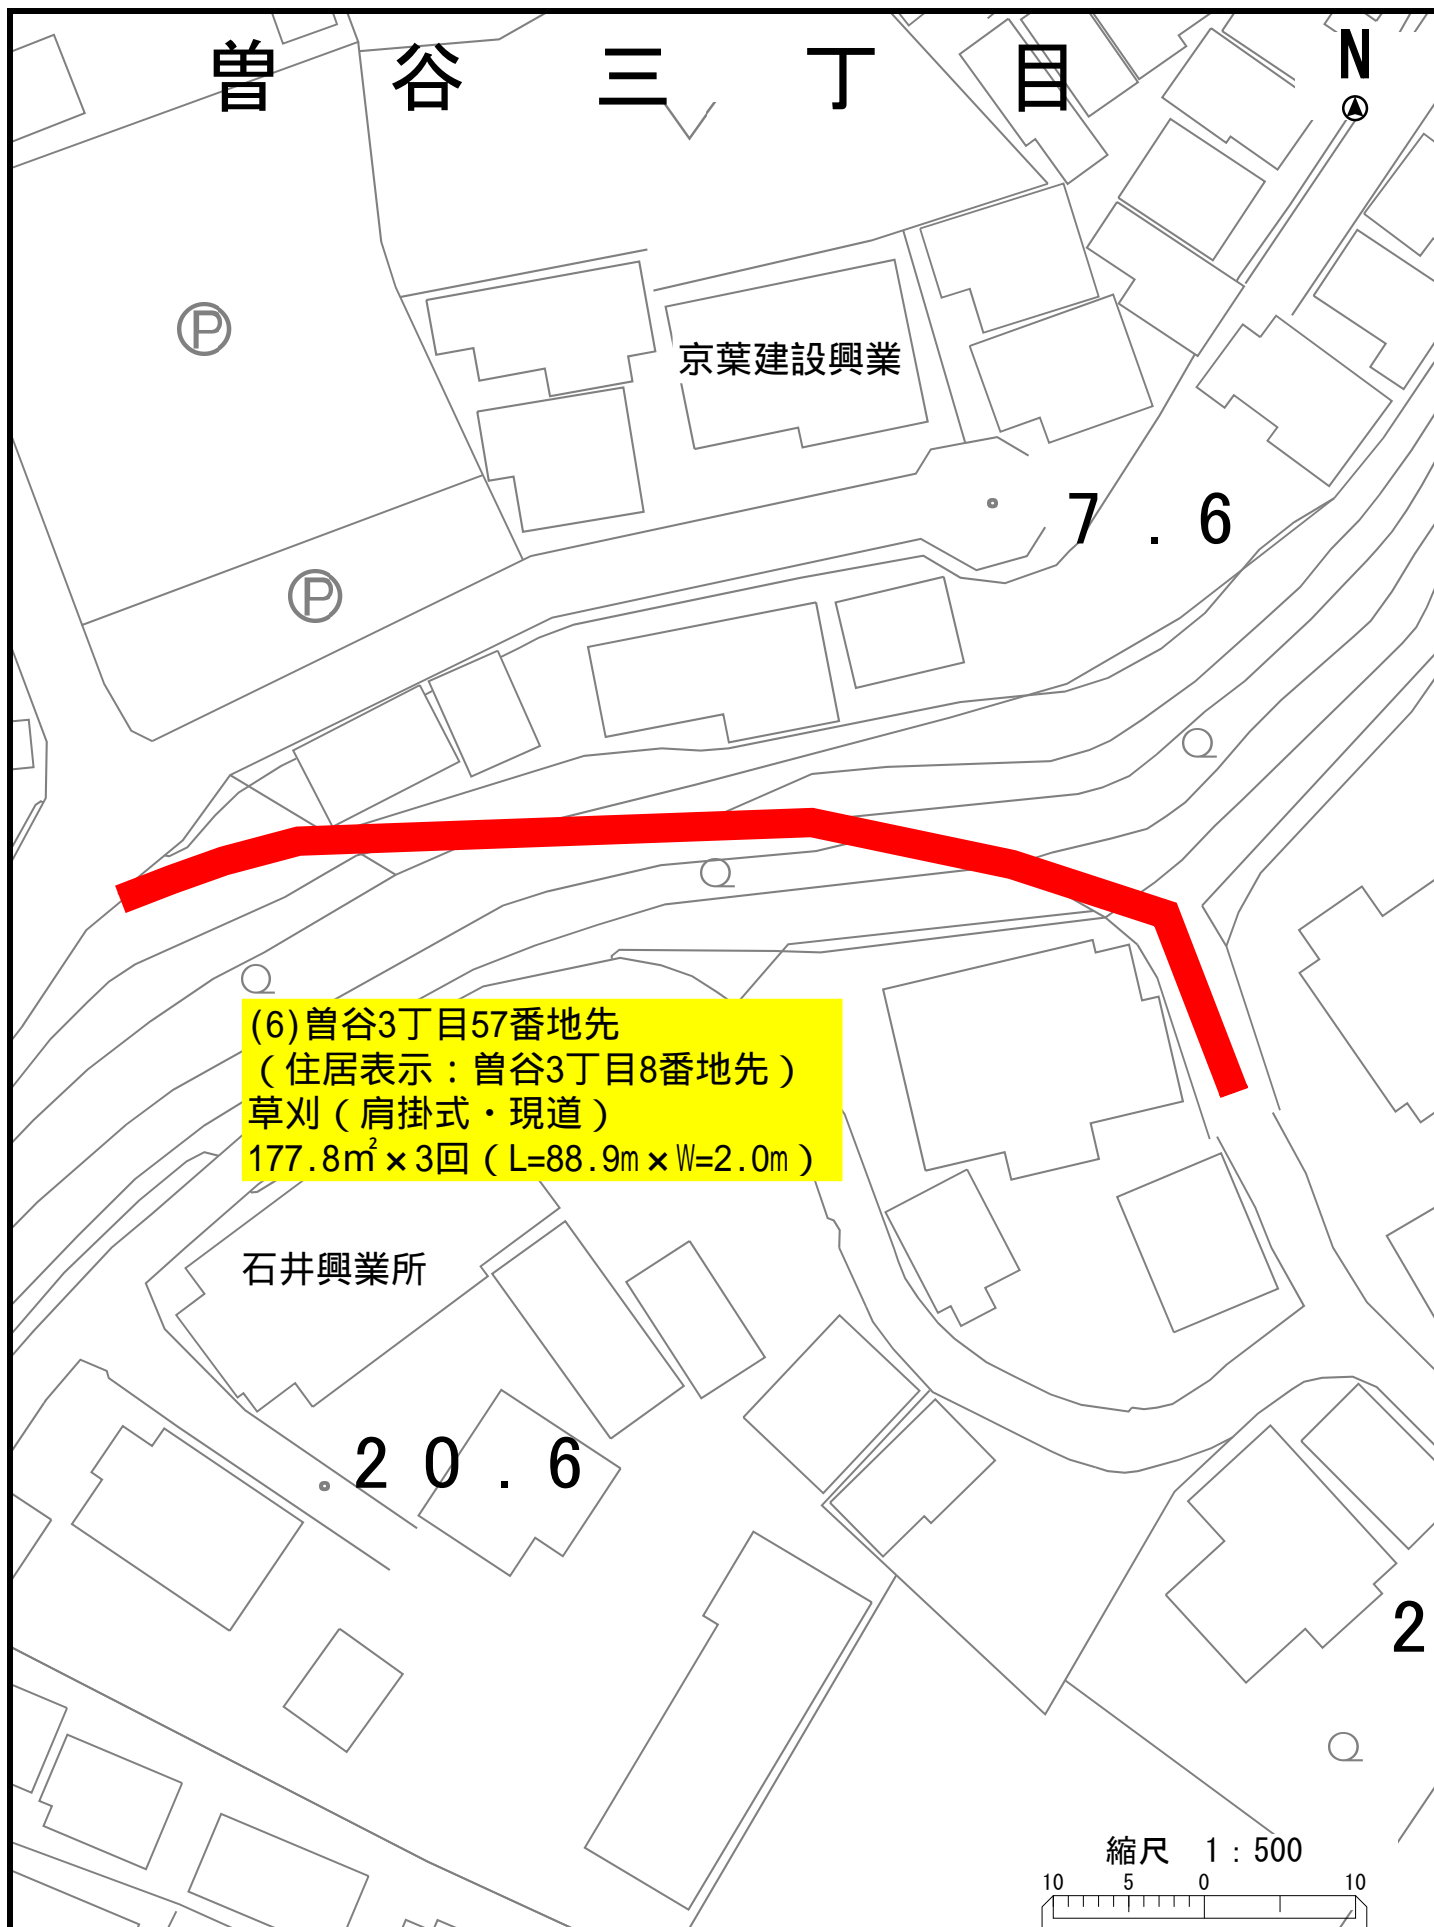 曽谷三丁目
N
P
京葉建設興業
7.6
P
(6)曽谷3丁目57番地先
（住居表示：曽谷3丁目8番地先）
草刈（肩掛式・現道）
177.8㎡×3回（L=88.9m×W=2.0m）
石井興業所
20.6
2
縮尺 1：500
10 5 0 10